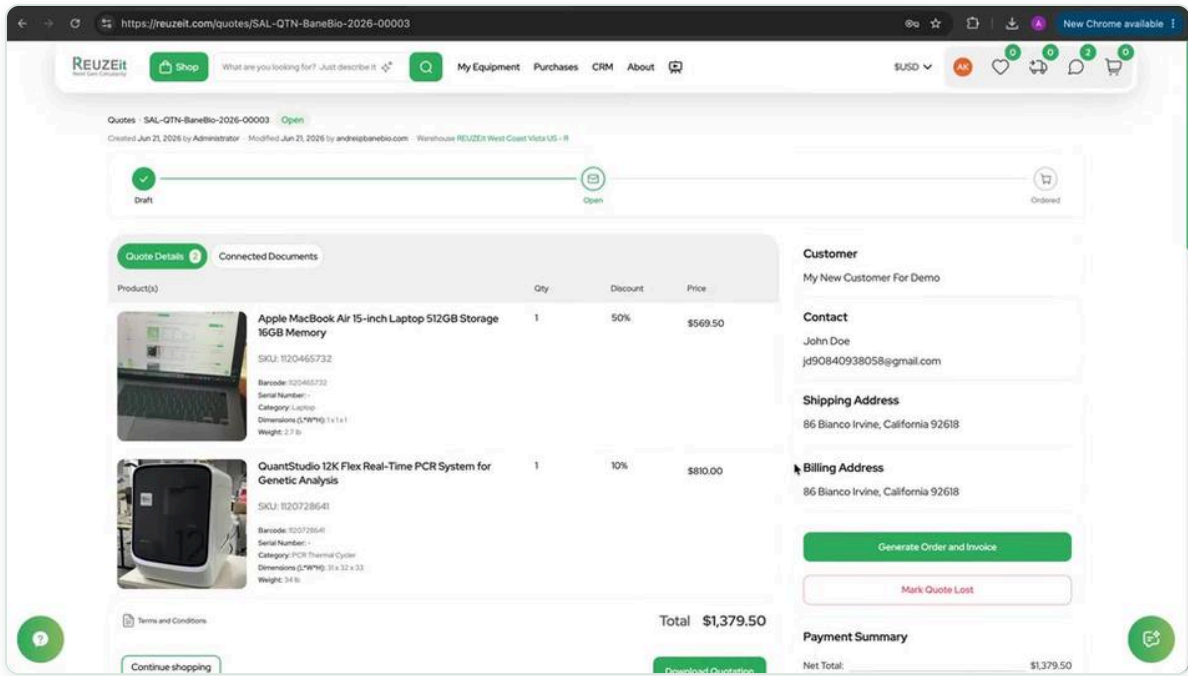 https://reuzeit.com/quotes/SAL-QTN-BaneBio-2026-00003
A
New Chrome available
REUZEit
Next Gen Circularity
Shop
What are you looking for? Just describe it
My Equipment
Purchases
CRM
About
$USD
AK
0
0
2
0
Quotes · SAL-QTN-BaneBio-2026-00003 Open
Created Jun 21, 2026 by Administrator · Modified Jun 21, 2026 by andrei@banebio.com · Warehouse REUZEit West Coast Vista US - R
Draft
Open
Ordered
Quote Details 2
Connected Documents
Product(s) Qty Discount Price
Apple MacBook Air 15-inch Laptop 512GB Storage
16GB Memory
1 50% $569.50
SKU: 1120465732
Barcode: 1120465732
Serial Number: -
Category: Laptop
Dimensions (L*W*H): 1 x 1 x 1
Weight: 2.7 lb
QuantStudio 12K Flex Real-Time PCR System for
Genetic Analysis
1 10% $810.00
SKU: 1120728641
Barcode: 1120728641
Serial Number: -
Category: PCR Thermal Cycler
Dimensions (L*W*H): 31 x 32 x 33
Weight: 34 lb
Terms and Conditions
Total $1,379.50
Continue shopping
Download Quotation
Customer
My New Customer For Demo
Contact
John Doe
jd90840938058@gmail.com
Shipping Address
86 Bianco Irvine, California 92618
Billing Address
86 Bianco Irvine, California 92618
Generate Order and Invoice
Mark Quote Lost
Payment Summary
Net Total: $1,379.50